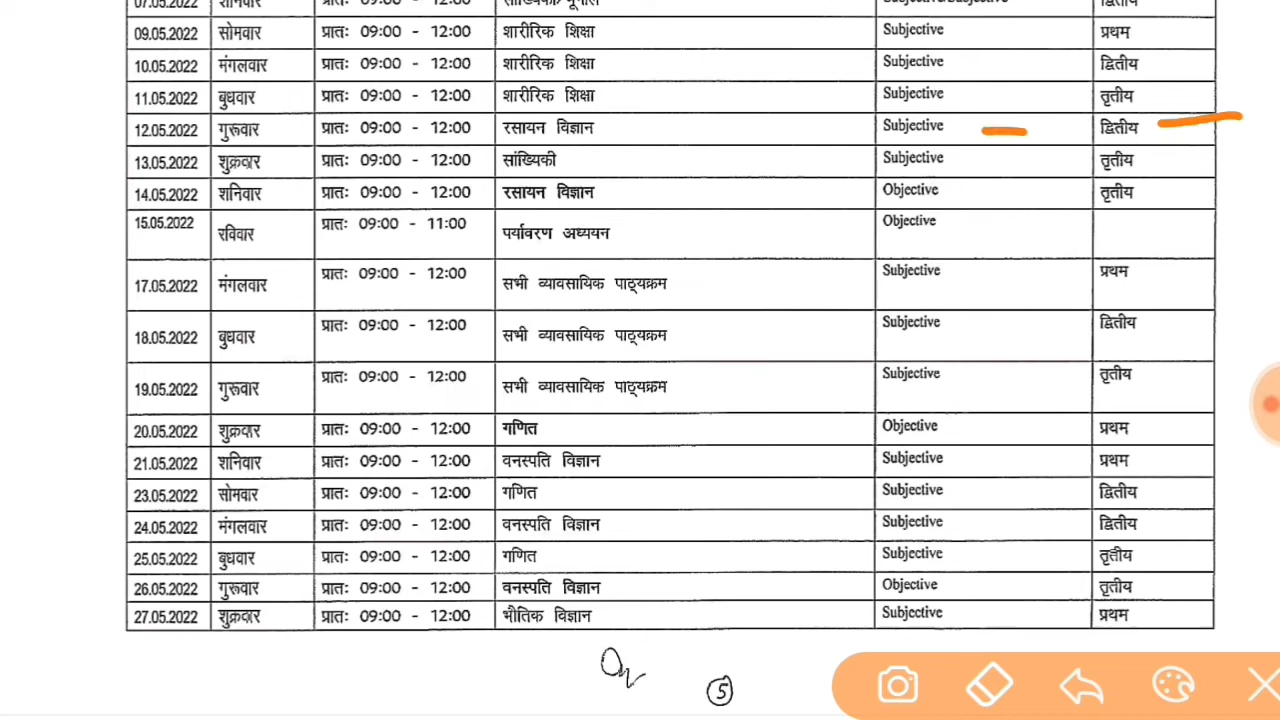 07.05.2022 शनिवार प्रातः 09:00 - 12:00 द्वितीय
09.05.2022 सोमवार प्रातः 09:00 - 12:00 शारीरिक शिक्षा Subjective प्रथम
10.05.2022 मंगलवार प्रातः 09:00 - 12:00 शारीरिक शिक्षा Subjective द्वितीय
11.05.2022 बुधवार प्रातः 09:00 - 12:00 शारीरिक शिक्षा Subjective तृतीय
12.05.2022 गुरूवार प्रातः 09:00 - 12:00 रसायन विज्ञान Subjective द्वितीय
13.05.2022 शुक्रवार प्रातः 09:00 - 12:00 सांख्यिकी Subjective तृतीय
14.05.2022 शनिवार प्रातः 09:00 - 12:00 रसायन विज्ञान Objective तृतीय
15.05.2022 रविवार प्रातः 09:00 - 11:00 पर्यावरण अध्ययन Objective
17.05.2022 मंगलवार प्रातः 09:00 - 12:00 सभी व्यावसायिक पाठ्यक्रम Subjective प्रथम
18.05.2022 बुधवार प्रातः 09:00 - 12:00 सभी व्यावसायिक पाठ्यक्रम Subjective द्वितीय
19.05.2022 गुरूवार प्रातः 09:00 - 12:00 सभी व्यावसायिक पाठ्यक्रम Subjective तृतीय
20.05.2022 शुक्रवार प्रातः 09:00 - 12:00 गणित Objective प्रथम
21.05.2022 शनिवार प्रातः 09:00 - 12:00 वनस्पति विज्ञान Subjective प्रथम
23.05.2022 सोमवार प्रातः 09:00 - 12:00 गणित Subjective द्वितीय
24.05.2022 मंगलवार प्रातः 09:00 - 12:00 वनस्पति विज्ञान Subjective द्वितीय
25.05.2022 बुधवार प्रातः 09:00 - 12:00 गणित Subjective तृतीय
26.05.2022 गुरूवार प्रातः 09:00 - 12:00 वनस्पति विज्ञान Objective तृतीय
27.05.2022 शुक्रवार प्रातः 09:00 - 12:00 भौतिक विज्ञान Subjective प्रथम
5